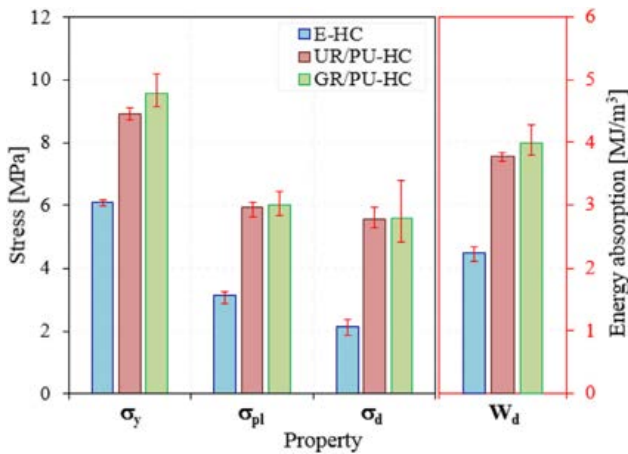 12
10
8
6
4
2
0
Stress [MPa]
E-HC
UR/PU-HC
GR/PU-HC
6
5
4
3
2
1
0
Energy absorption [MJ/m³]
σy
σpl
σd
Wd
Property